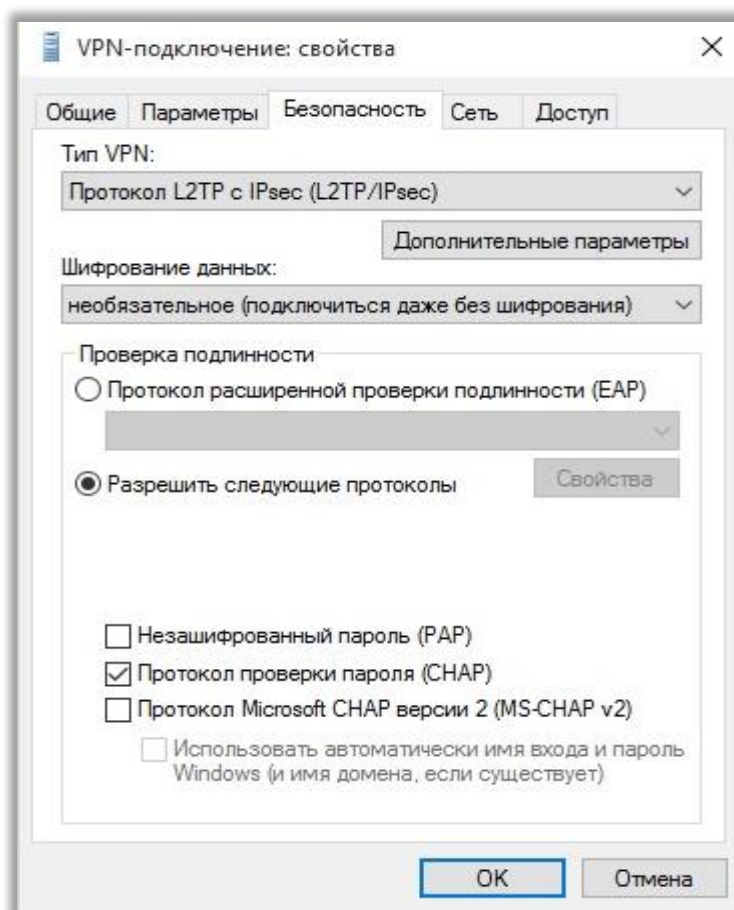 VPN-подключение: свойства
Общие Параметры Безопасность Сеть Доступ
Тип VPN:
Протокол L2TP с IPsec (L2TP/IPsec)
Дополнительные параметры
Шифрование данных:
необязательное (подключиться даже без шифрования)
Проверка подлинности
Протокол расширенной проверки подлинности (EAP)
Разрешить следующие протоколы
Свойства
Незашифрованный пароль (PAP)
Протокол проверки пароля (CHAP)
Протокол Microsoft CHAP версии 2 (MS-CHAP v2)
Использовать автоматически имя входа и пароль
Windows (и имя домена, если существует)
OK Отмена